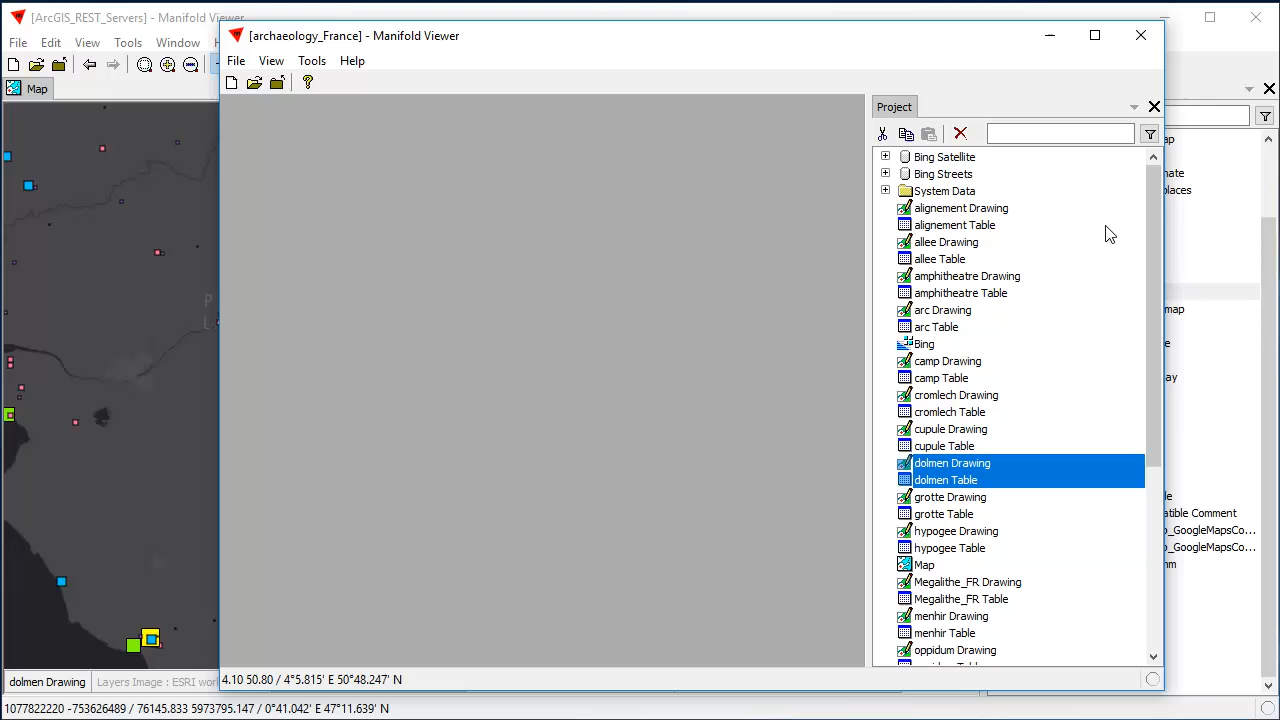 [ArcGIS_REST_Servers] - Manifold Viewer
File Edit View Tools Window
Map
[archaeology_France] - Manifold Viewer
File View Tools Help
Project
Bing Satellite
Bing Streets
System Data
alignement Drawing
alignement Table
allee Drawing
allee Table
amphitheatre Drawing
amphitheatre Table
arc Drawing
arc Table
Bing
camp Drawing
camp Table
cromlech Drawing
cromlech Table
cupule Drawing
cupule Table
dolmen Drawing
dolmen Table
grotte Drawing
grotte Table
hypogee Drawing
hypogee Table
Map
Megalithe_FR Drawing
Megalithe_FR Table
menhir Drawing
menhir Table
oppidum Drawing
4.10 50.80 / 4°5.815' E 50°48.247' N
ap
nate
places
map
e
ay
le
atible Comment
p_GoogleMapsCo...
p_GoogleMapsCo...
nm
P
L
dolmen Drawing
Layers Image : ESRI wor
1077822220 -753626489 / 76145.833 5973795.147 / 0°41.042' E 47°11.639' N